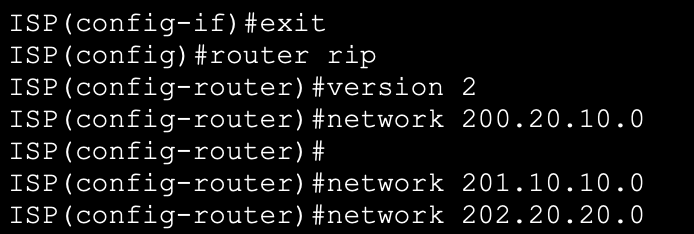 ISP(config-if)#exit
ISP(config)#router rip
ISP(config-router)#version 2
ISP(config-router)#network 200.20.10.0
ISP(config-router)#
ISP(config-router)#network 201.10.10.0
ISP(config-router)#network 202.20.20.0